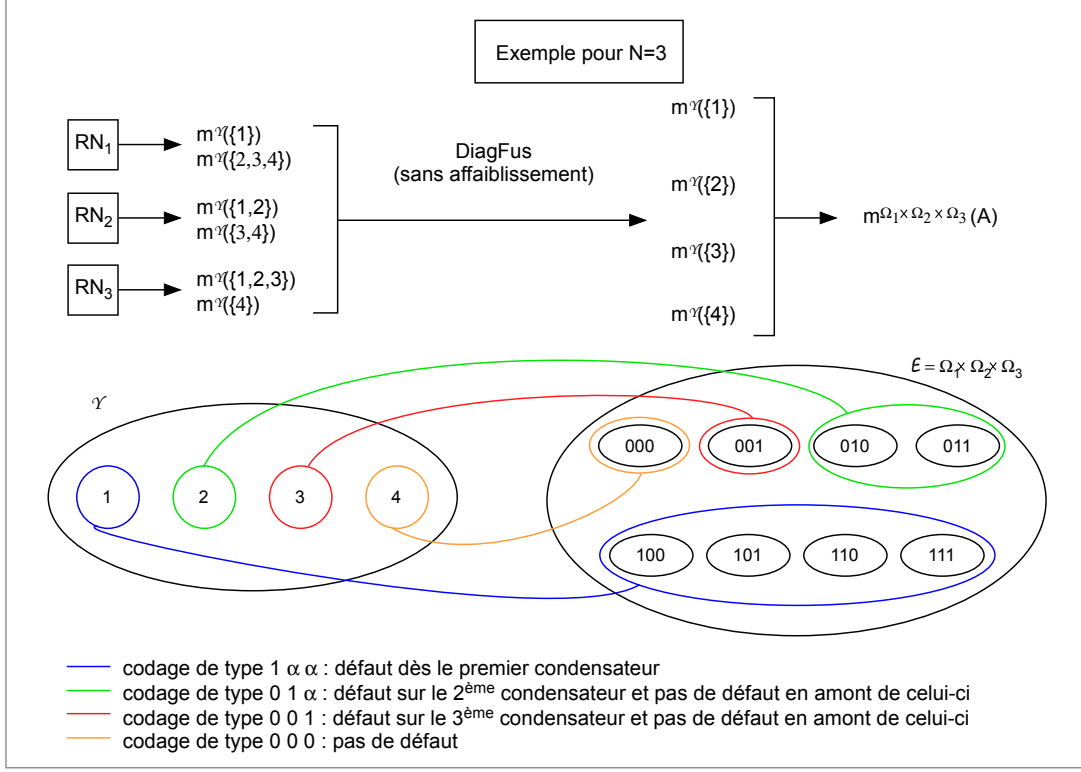 Exemple pour N=3
RN1
m𝒴({1})
m𝒴({2,3,4})
RN2
m𝒴({1,2})
m𝒴({3,4})
RN3
m𝒴({1,2,3})
m𝒴({4})
DiagFus
(sans affaiblissement)
m𝒴({1})
m𝒴({2})
m𝒴({3})
m𝒴({4})
mΩ1×Ω2×Ω3(A)
𝒴
1
2
3
4
ℰ = Ω1×Ω2×Ω3
000
001
010
011
100
101
110
111
codage de type 1 α α : défaut dès le premier condensateur
codage de type 0 1 α : défaut sur le 2ème condensateur et pas de défaut en amont de celui-ci
codage de type 0 0 1 : défaut sur le 3ème condensateur et pas de défaut en amont de celui-ci
codage de type 0 0 0 : pas de défaut